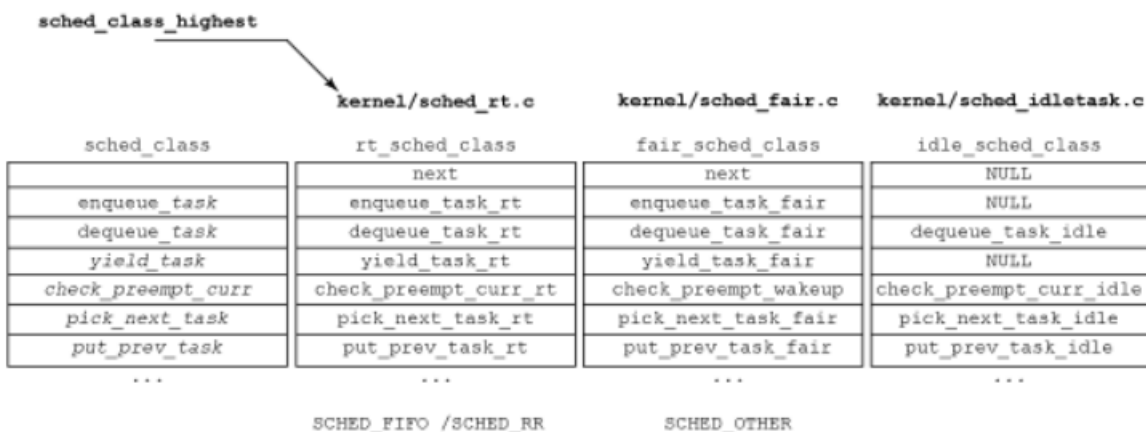 sched_class_highest
kernel/sched_rt.c kernel/sched_fair.c kernel/sched_idletask.c
sched_class rt_sched_class fair_sched_class idle_sched_class
next next NULL
enqueue_task enqueue_task_rt enqueue_task_fair NULL
dequeue_task dequeue_task_rt dequeue_task_fair dequeue_task_idle
yield_task yield_task_rt yield_task_fair NULL
check_preempt_curr check_preempt_curr_rt check_preempt_wakeup check_preempt_curr_idle
pick_next_task pick_next_task_rt pick_next_task_fair pick_next_task_idle
put_prev_task put_prev_task_rt put_prev_task_fair put_prev_task_idle
... ... ... ...
SCHED_FIFO /SCHED_RR SCHED_OTHER